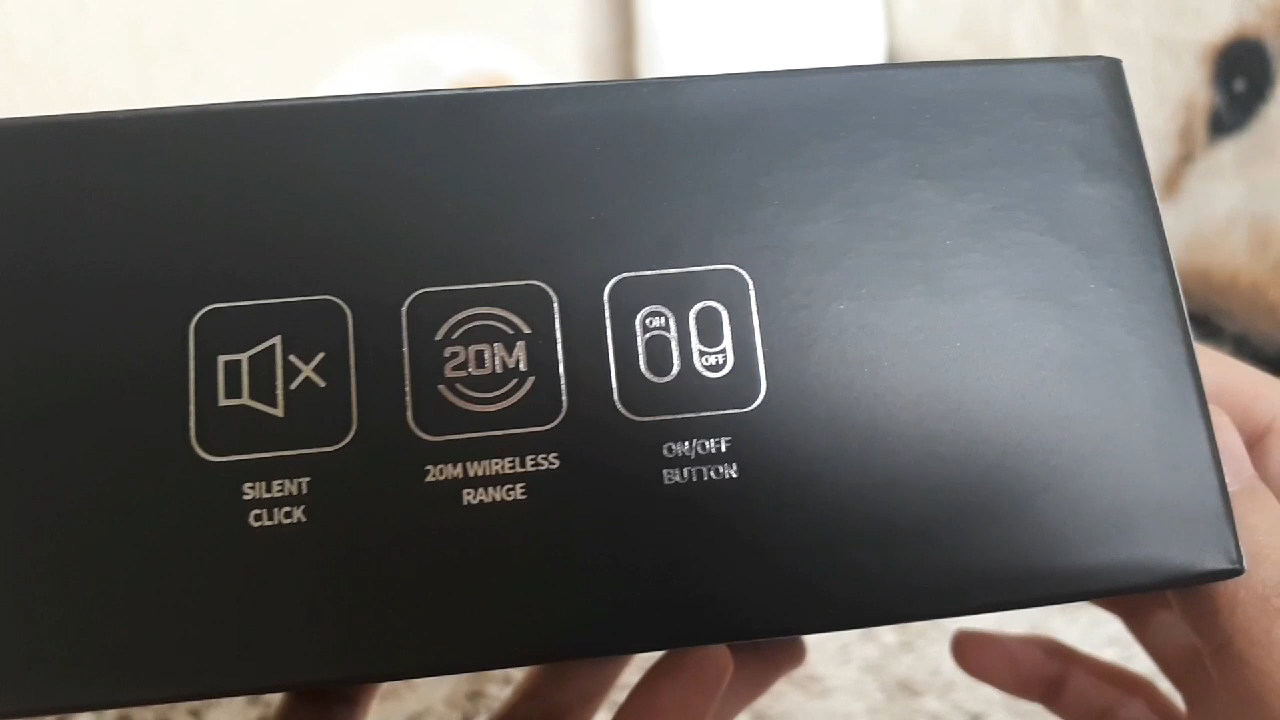 20M
ON
OFF
SILENT
CLICK
20M WIRELESS
RANGE
ON/OFF
BUTTON